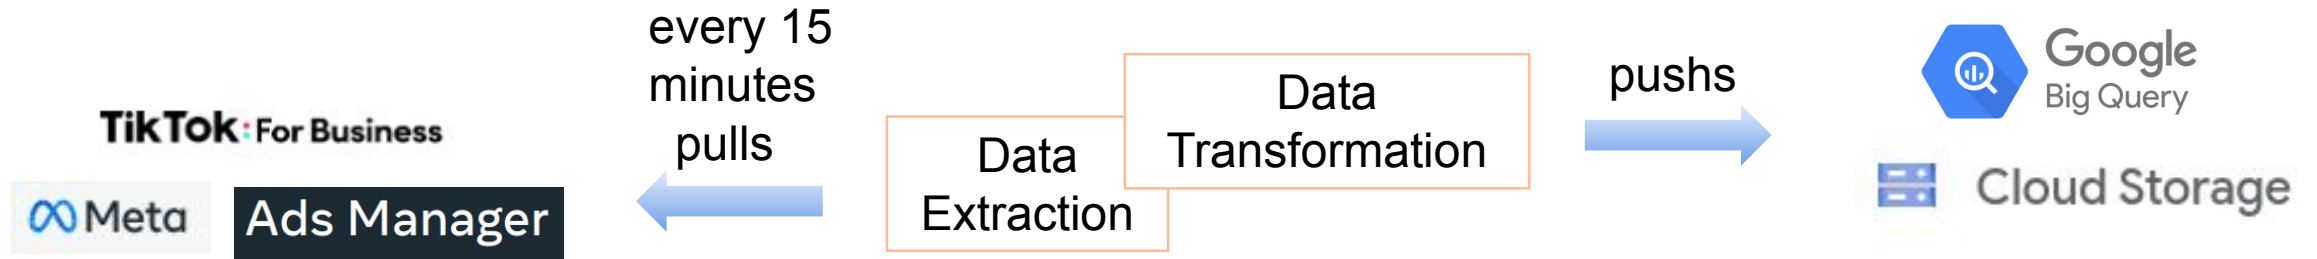 TikTok: For Business
Meta
Ads Manager
every 15
minutes
pulls
Data
Extraction
Data
Transformation
pushs
Google
Big Query
Cloud Storage